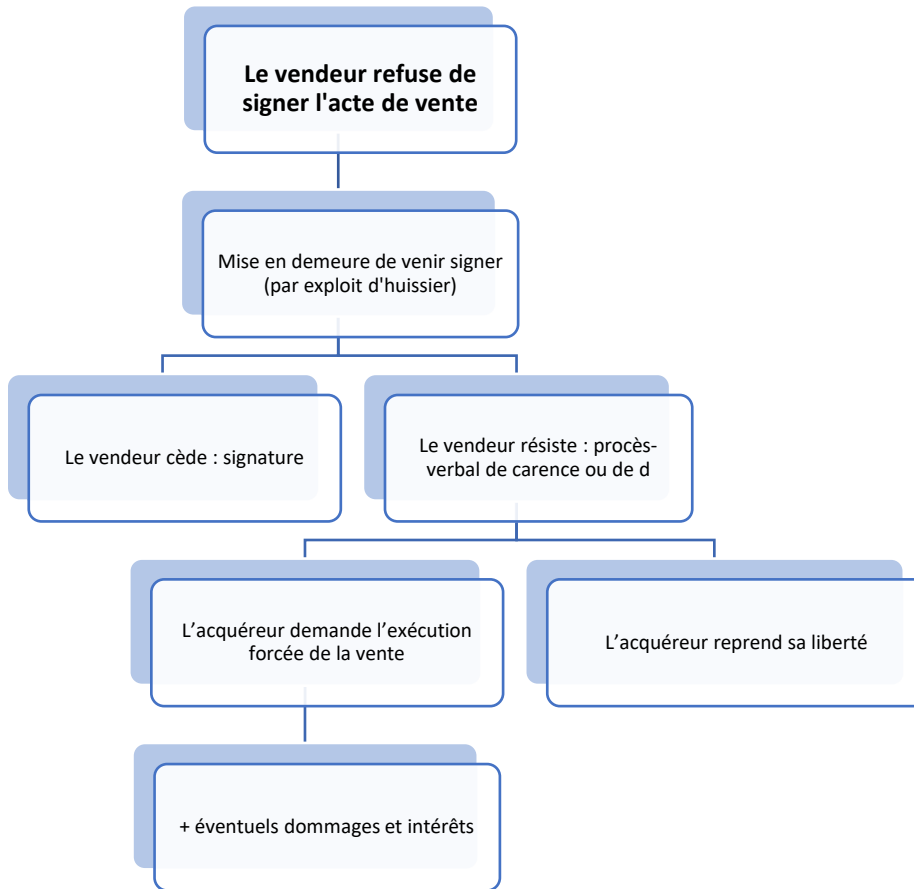 Le vendeur refuse de
signer l'acte de vente
Mise en demeure de venir signer
(par exploit d'huissier)
Le vendeur cède : signature
Le vendeur résiste : procès-
verbal de carence ou de d
L’acquéreur demande l’exécution
forcée de la vente
L’acquéreur reprend sa liberté
+ éventuels dommages et intérêts